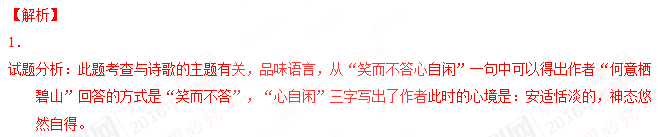 【解析】
1.
试题分析：此题考查与诗歌的主题有关，品味语言，从“笑而不答心自闲”一句中可以得出作者“何意栖
碧山”回答的方式是“笑而不答”，“心自闲”三字写出了作者此时的心境是：安适恬淡的，神态悠
然自得。